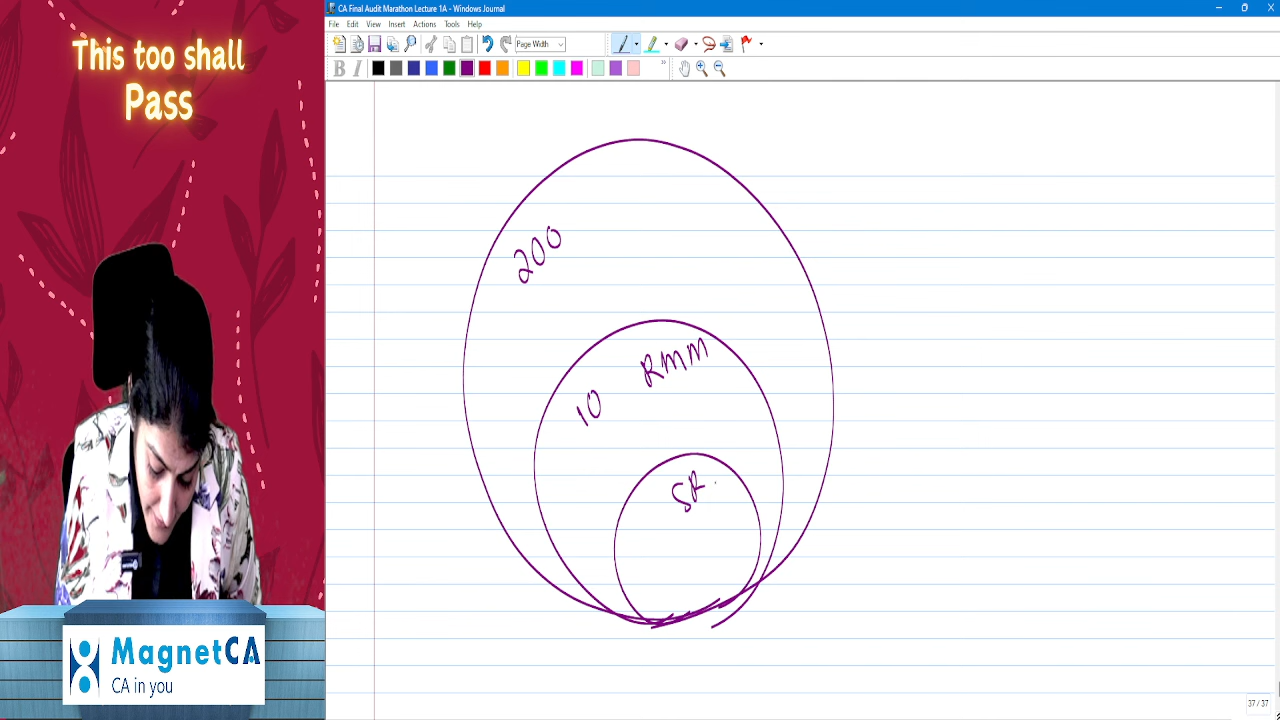 This too shall
Pass
CA Final Audit Marathon Lecture 1A - Windows Journal
File Edit View Insert Actions Tools Help
Page Width
B I
200
RMM
10
SR
MagnetCA
CA in you
37 / 37